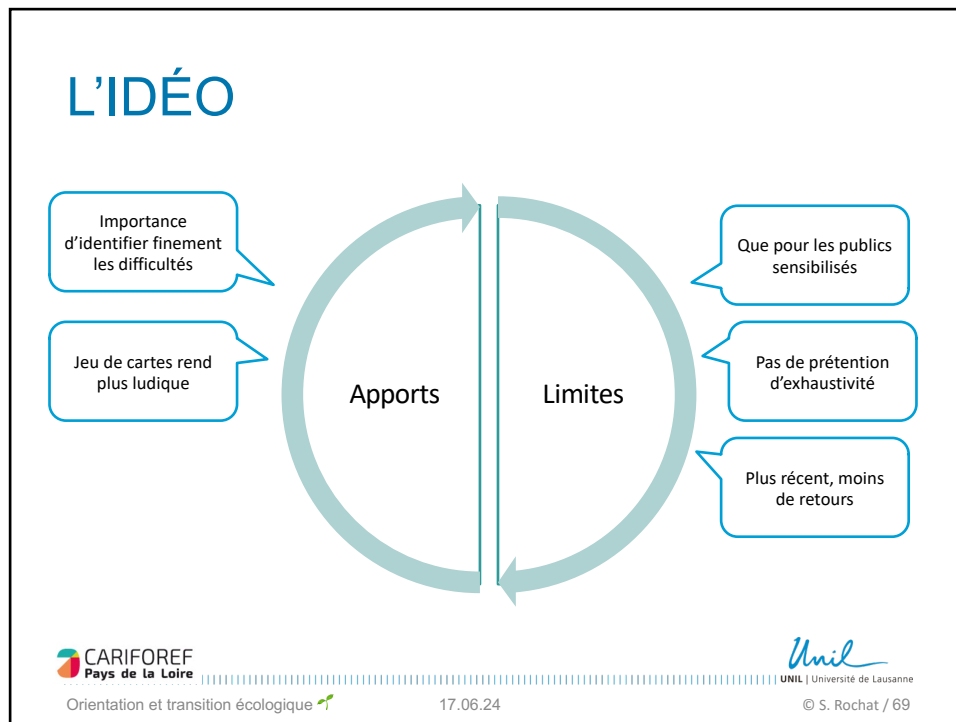 L'IDÉO
Importance
d'identifier finement
les difficultés
Jeu de cartes rend
plus ludique
Apports
Limites
Que pour les publics
sensibilisés
Pas de prétention
d'exhaustivité
Plus récent, moins
de retours
CARIFOREF
Pays de la Loire
Unil
UNIL | Université de Lausanne
Orientation et transition écologique
17.06.24
© S. Rochat / 69